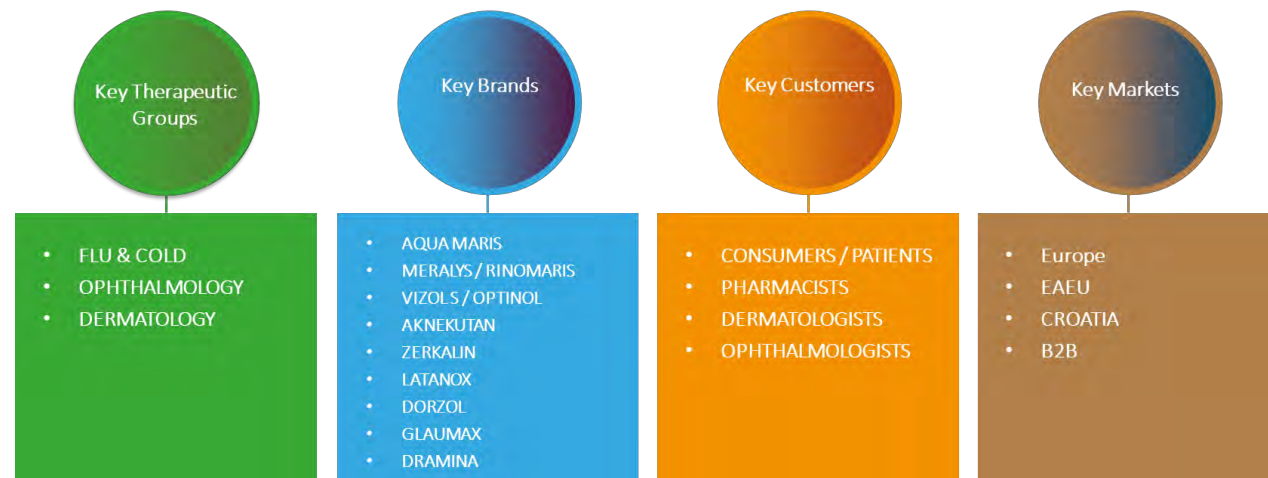 Key Therapeutic
Groups
• FLU & COLD
• OPHTHALMOLOGY
• DERMATOLOGY
Key Brands
• AQUA MARIS
• MERALYS / RINOMARIS
• VIZOLS / OPTINOL
• AKNEKUTAN
• ZERKALIN
• LATANOX
• DORZOL
• GLAUMAX
• DRAMINA
Key Customers
• CONSUMERS / PATIENTS
• PHARMACISTS
• DERMATOLOGISTS
• OPHTHALMOLOGISTS
Key Markets
• Europe
• EAEU
• CROATIA
• B2B